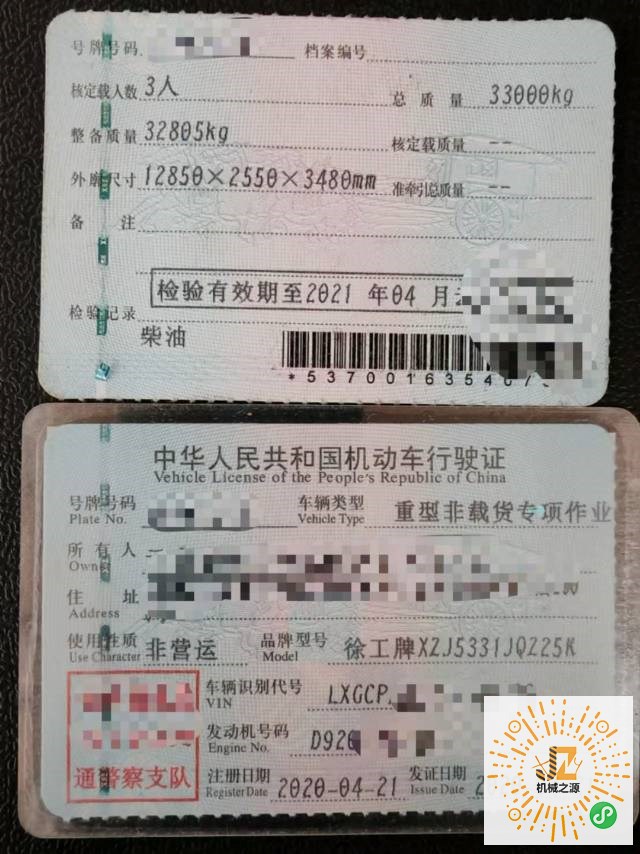 号牌号码 档案编号
核定载人数 3人 总质量 33000kg
整备质量 32805kg 核定载质量 --
外廓尺寸 12850×2550×3480mm 准牵引总质量 --
备注
检验有效期至2021 年04 月
检验记录
柴油
*5370016354
中华人民共和国机动车行驶证
Vehicle License of the People's Republic of China
号牌号码 车辆类型 重型非载货专项作业
Plate No. Vehicle Type
所有人
Owner
住址
Address
使用性质 非营运 品牌型号 徐工牌XZJ5331JQZ25K
Use Character Model
车辆识别代号 LXGCP
VIN
发动机号码 D92
Engine No.
通警察支队
注册日期 2020-04-21 发证日期 2
Register Date Issue Date
JZ
机械之源